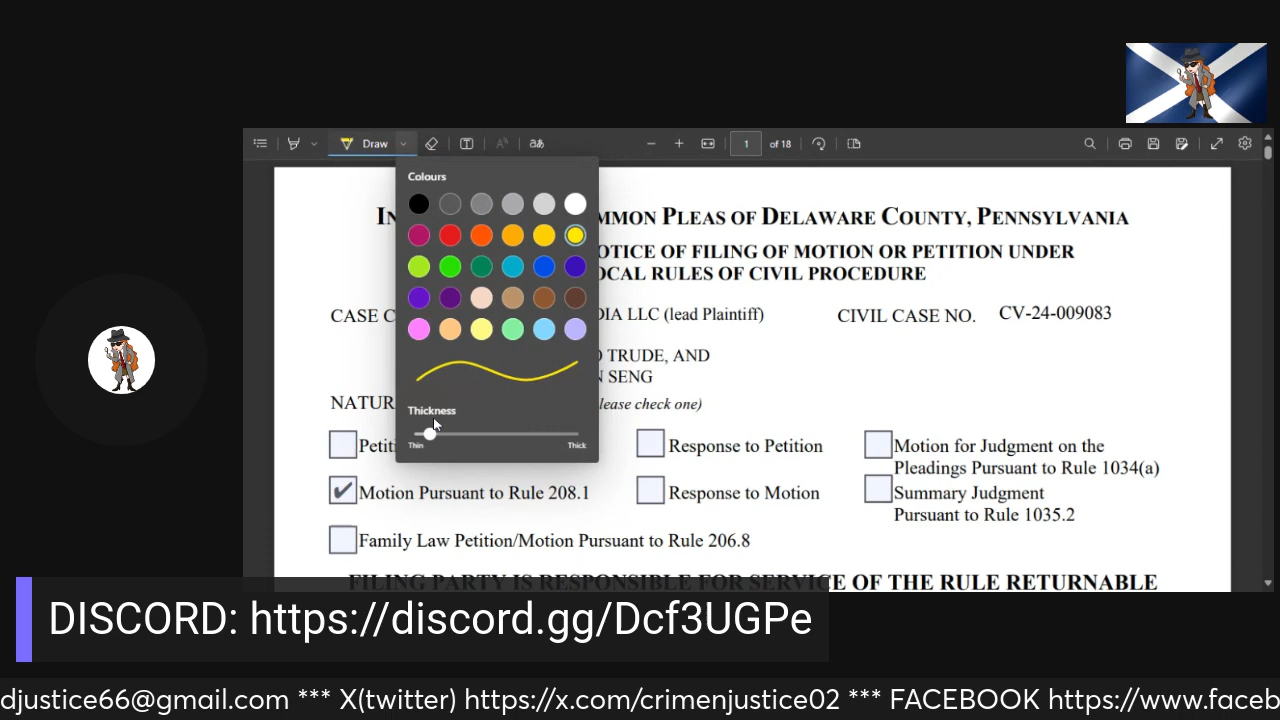 Draw
1 of 18
Colours
Thickness
Thin Thick
IN MMON PLEAS OF DELAWARE COUNTY, PENNSYLVANIA
OTICE OF FILING OF MOTION OR PETITION UNDER
OCAL RULES OF CIVIL PROCEDURE
CASE C DIA LLC (lead Plaintiff) CIVIL CASE NO. CV-24-009083
TRUDE, AND
N SENG
NATUR lease check one)
Petiti Response to Petition Motion for Judgment on the
Pleadings Pursuant to Rule 1034(a)
Motion Pursuant to Rule 208.1 Response to Motion Summary Judgment
Pursuant to Rule 1035.2
Family Law Petition/Motion Pursuant to Rule 206.8
FILING PARTY IS RESPONSIBLE FOR SERVICE OF THE RULE RETURNABLE
DISCORD: https://discord.gg/Dcf3UGPe
djustice66@gmail.com *** X(twitter) https://x.com/crimenjustice02 *** FACEBOOK https://www.faceb